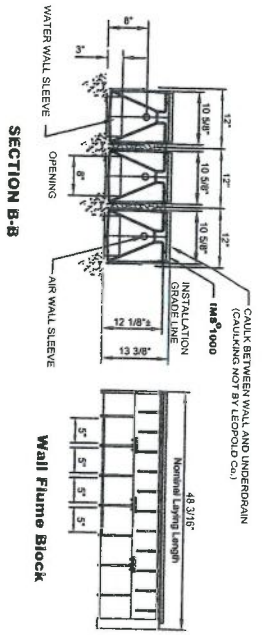 CAULK BETWEEN WALL AND UNDERDRAIN
(CAULKING NOT BY LEOPOLD Co.)
IMS® 1000
INSTALLATION
GRADE LINE
12"
12"
12"
10 5/8"
10 5/8"
10 5/8"
8"
3"
12 1/8"±
13 3/8"
WATER WALL SLEEVE
OPENING
8"
AIR WALL SLEEVE
SECTION B-B
48 3/16"
Nominal Laying Length
5"
5"
5"
5"
Wall Flume Block